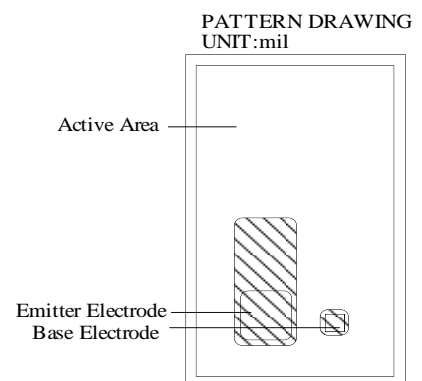 PATTERN DRAWING
UNIT:mil
Active Area
Emitter Electrode
Base Electrode